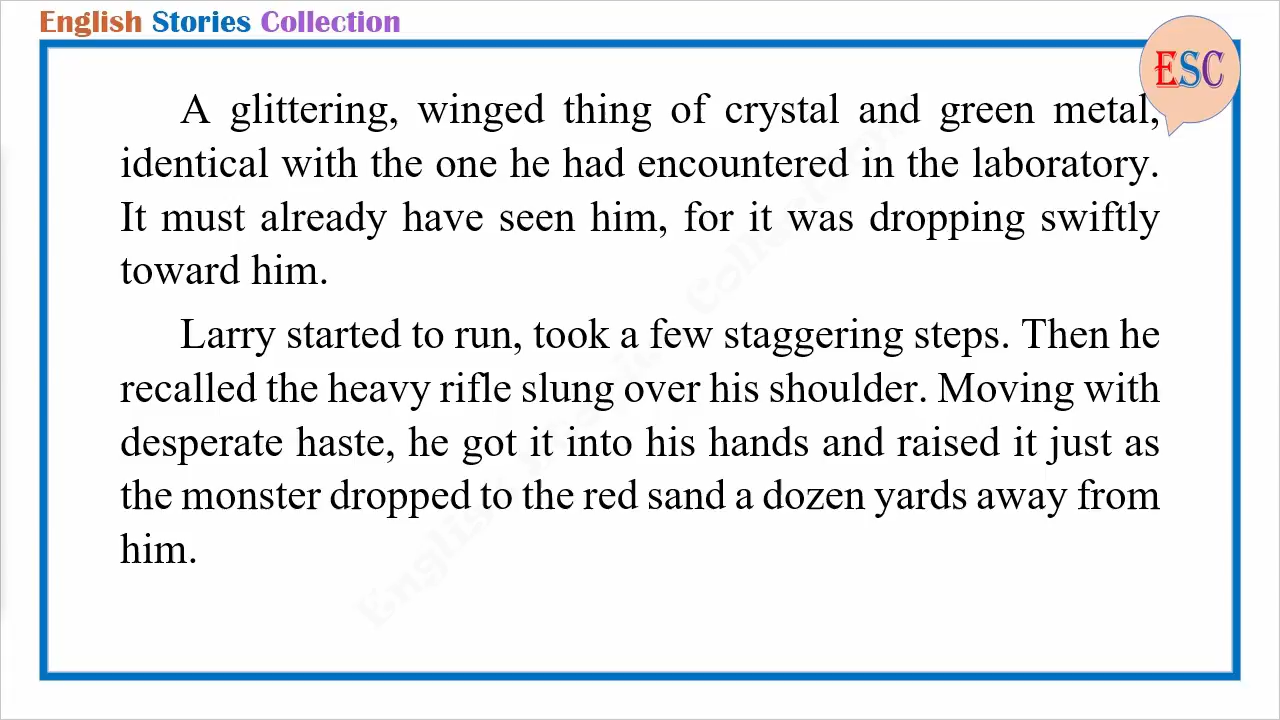 English Stories Collection
ESC
A glittering, winged thing of crystal and green metal,
identical with the one he had encountered in the laboratory.
It must already have seen him, for it was dropping swiftly
toward him.
Larry started to run, took a few staggering steps. Then he
recalled the heavy rifle slung over his shoulder. Moving with
desperate haste, he got it into his hands and raised it just as
the monster dropped to the red sand a dozen yards away from
him.